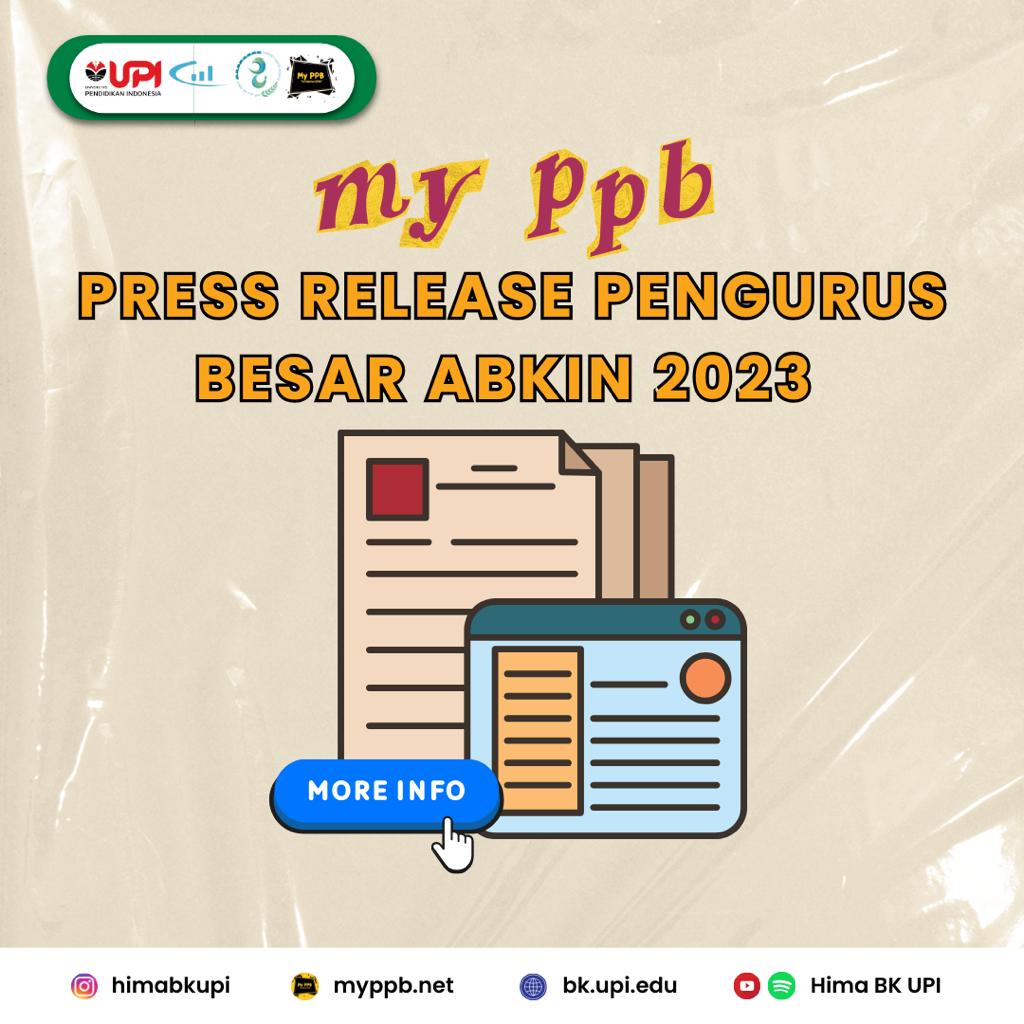 UPI
UNIVERSITAS
PENDIDIKAN INDONESIA
My PPB
my ppb
PRESS RELEASE PENGURUS
BESAR ABKIN 2023
MORE INFO
himabkupi
myppb.net
bk.upi.edu
Hima BK UPI